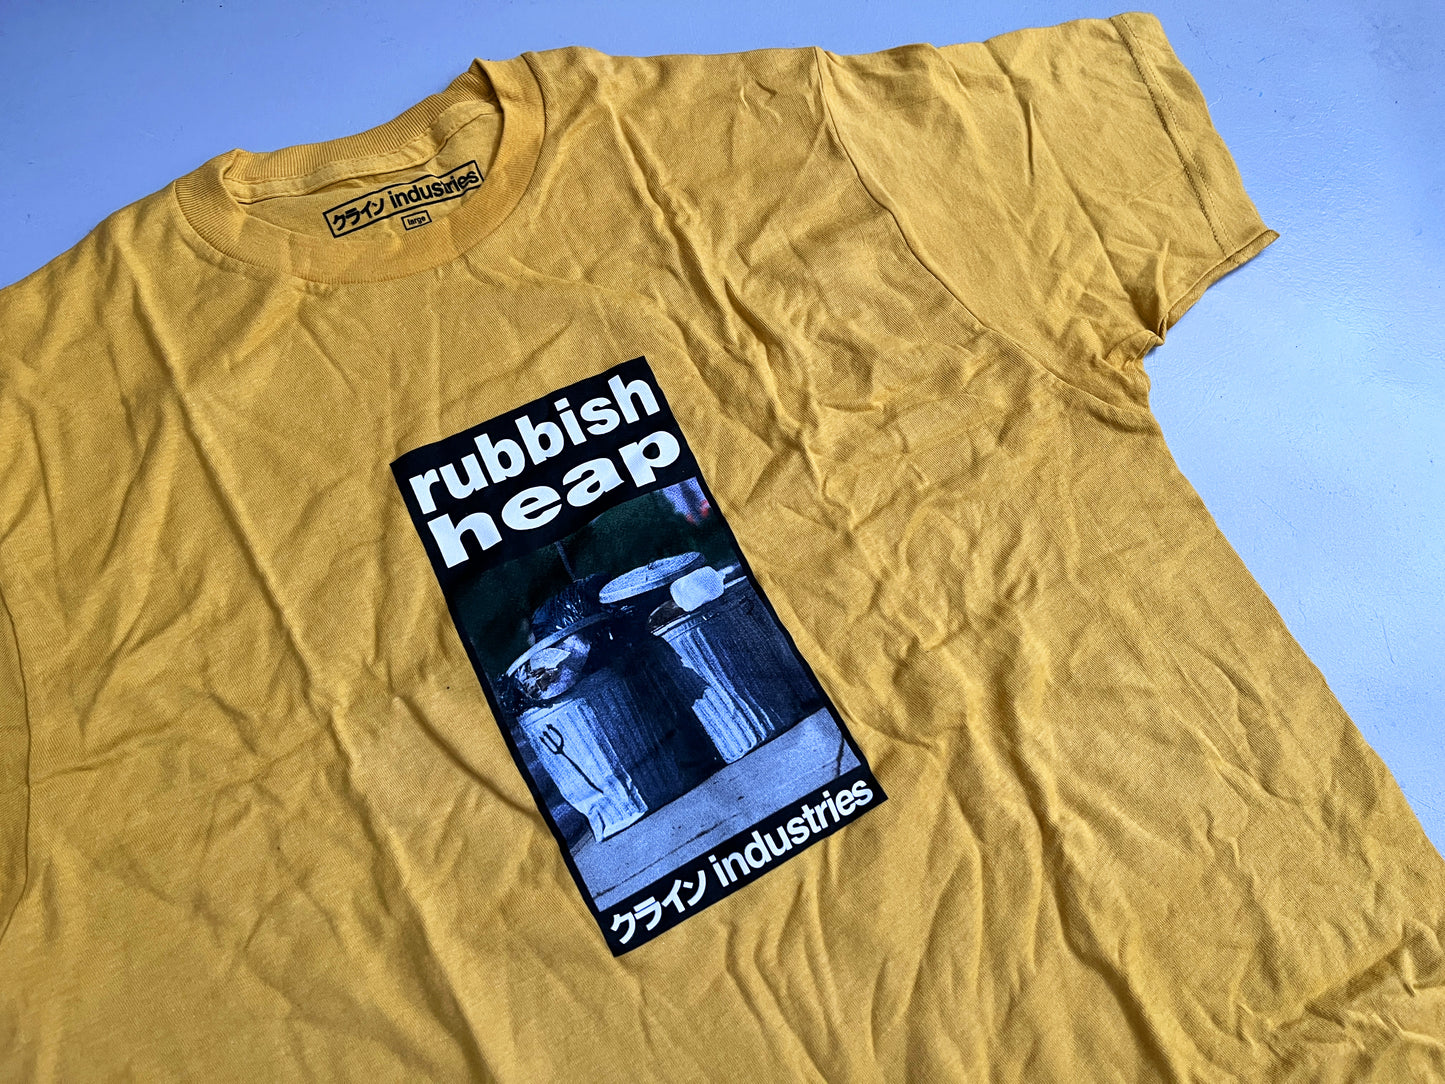 クライン industries
large
rubbish
heap
クライン industries